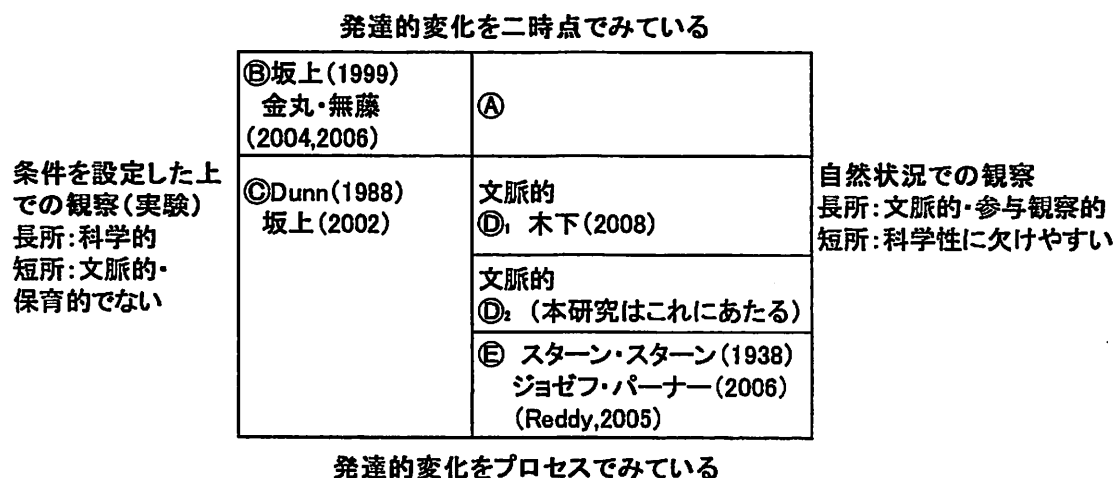 発達的変化を二時点でみている
Ⓑ坂上(1999)
金丸・無藤
(2004,2006)
Ⓐ
条件を設定した上
での観察(実験)
長所:科学的
短所:文脈的・
保育的でない
ⒸDunn(1988)
坂上(2002)
文脈的
Ⓓ₁ 木下(2008)
文脈的
Ⓓ₂ (本研究はこれにあたる)
Ⓔ スターン・スターン(1938)
ジョゼフ・パーナー(2006)
(Reddy,2005)
自然状況での観察
長所:文脈的・参与観察的
短所:科学性に欠けやすい
発達的変化をプロセスでみている